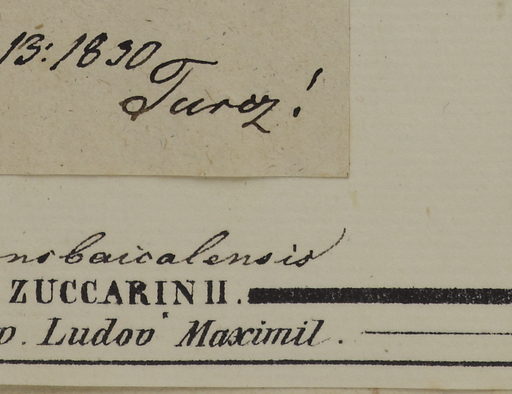 13:1830
Turcz!
nsbaicalensis
ZUCCARINII.
p. Ludov. Maximil.